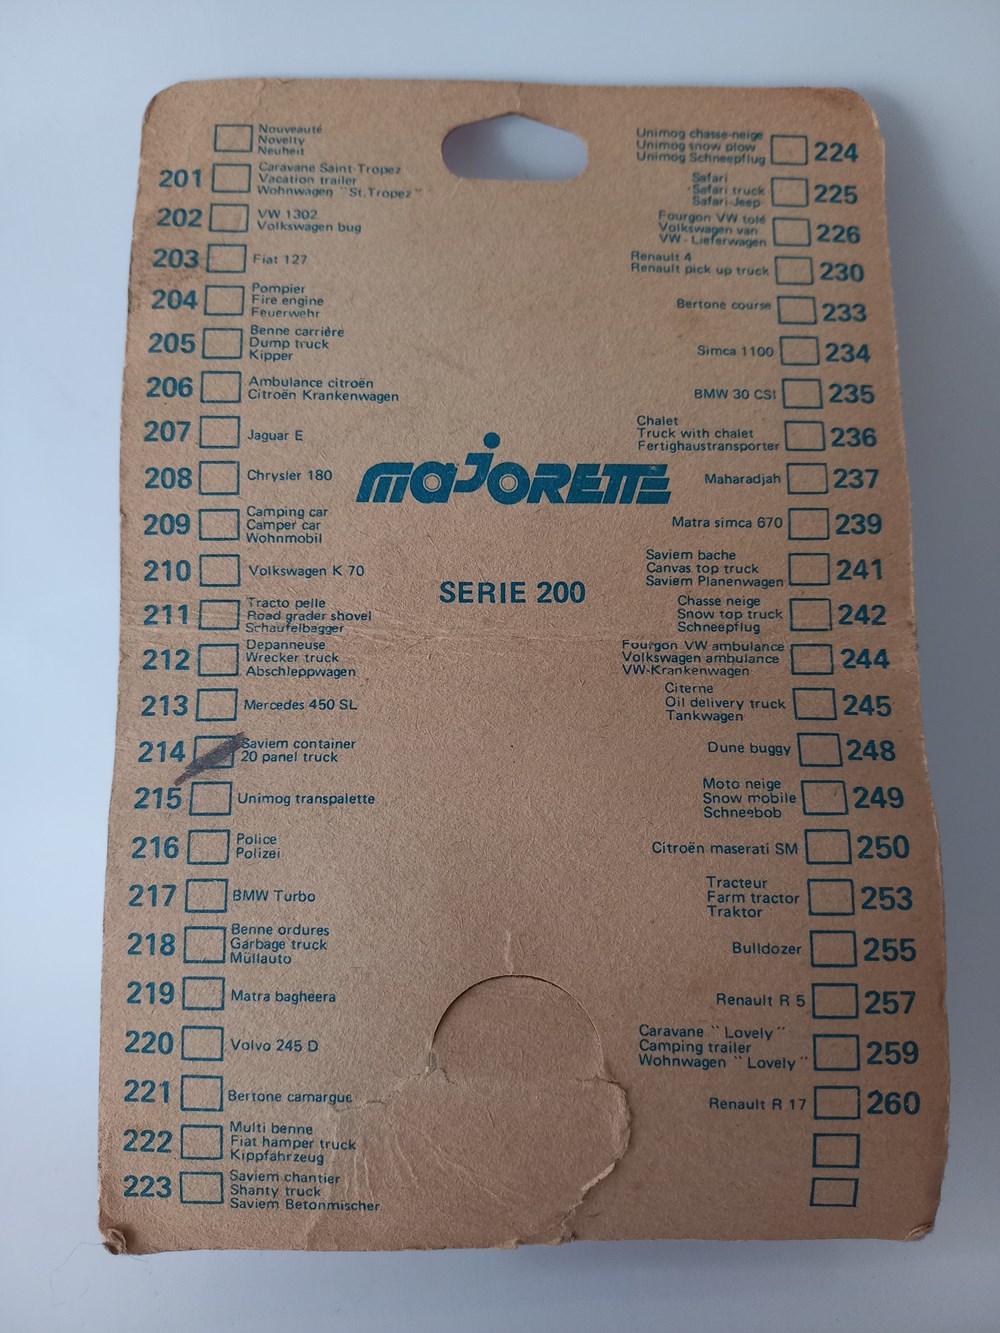 Nouveauté
Novelty
Neuheit
201
Caravane Saint-Tropez
Vacation trailer
Wohnwagen "St.Tropez"
202
VW 1302
Volkswagen bug
203
Fiat 127
204
Pompier
Fire engine
Feuerwehr
205
Benne carrière
Dump truck
Kipper
206
Ambulance citroën
Citroën Krankenwagen
207
Jaguar E
208
Chrysler 180
209
Camping car
Camper car
Wohnmobil
210
Volkswagen K 70
211
Tracto pelle
Road grader shovel
Schaufelbagger
212
Depanneuse
Wrecker truck
Abschleppwagen
213
Mercedes 450 SL
214
Saviem container
20 panel truck
215
Unimog transpalette
216
Police
Polizei
217
BMW Turbo
218
Benne ordures
Garbage truck
Müllauto
219
Matra bagheera
220
Volvo 245 D
221
Bertone camargue
222
Multi benne
Fiat hamper truck
Kippfahrzeug
223
Saviem chantier
Shanty truck
Saviem Betonmischer
majorette
SERIE 200
Unimog chasse-neige
Unimog snow plow
Unimog Schneepflug
224
Safari
Safari truck
Safari-Jeep
225
Fourgon VW tolé
Volkswagen van
VW - Lieferwagen
226
Renault 4
Renault pick up truck
230
Bertone course
233
Simca 1100
234
BMW 30 CSI
235
Chalet
Truck with chalet
Fertighaustransporter
236
Maharadjah
237
Matra simca 670
239
Saviem bache
Canvas top truck
Saviem Planenwagen
241
Chasse neige
Snow top truck
Schneepflug
242
Fourgon VW ambulance
Volkswagen ambulance
VW-Krankenwagen
244
Citerne
Oil delivery truck
Tankwagen
245
Dune buggy
248
Moto neige
Snow mobile
Schneebob
249
Citroën maserati SM
250
Tracteur
Farm tractor
Traktor
253
Bulldozer
255
Renault R 5
257
Caravane "Lovely"
Camping trailer
Wohnwagen "Lovely"
259
Renault R 17
260